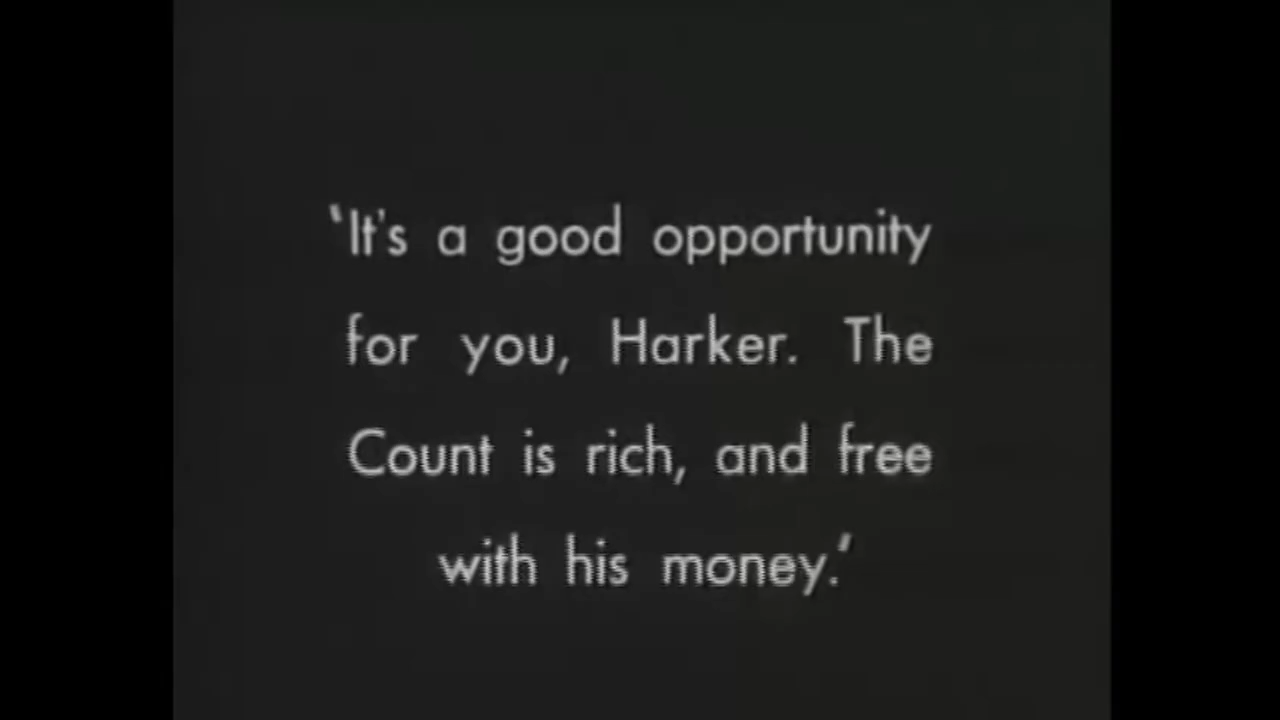 ‘It's a good opportunity
for you, Harker. The
Count is rich, and free
with his money.’